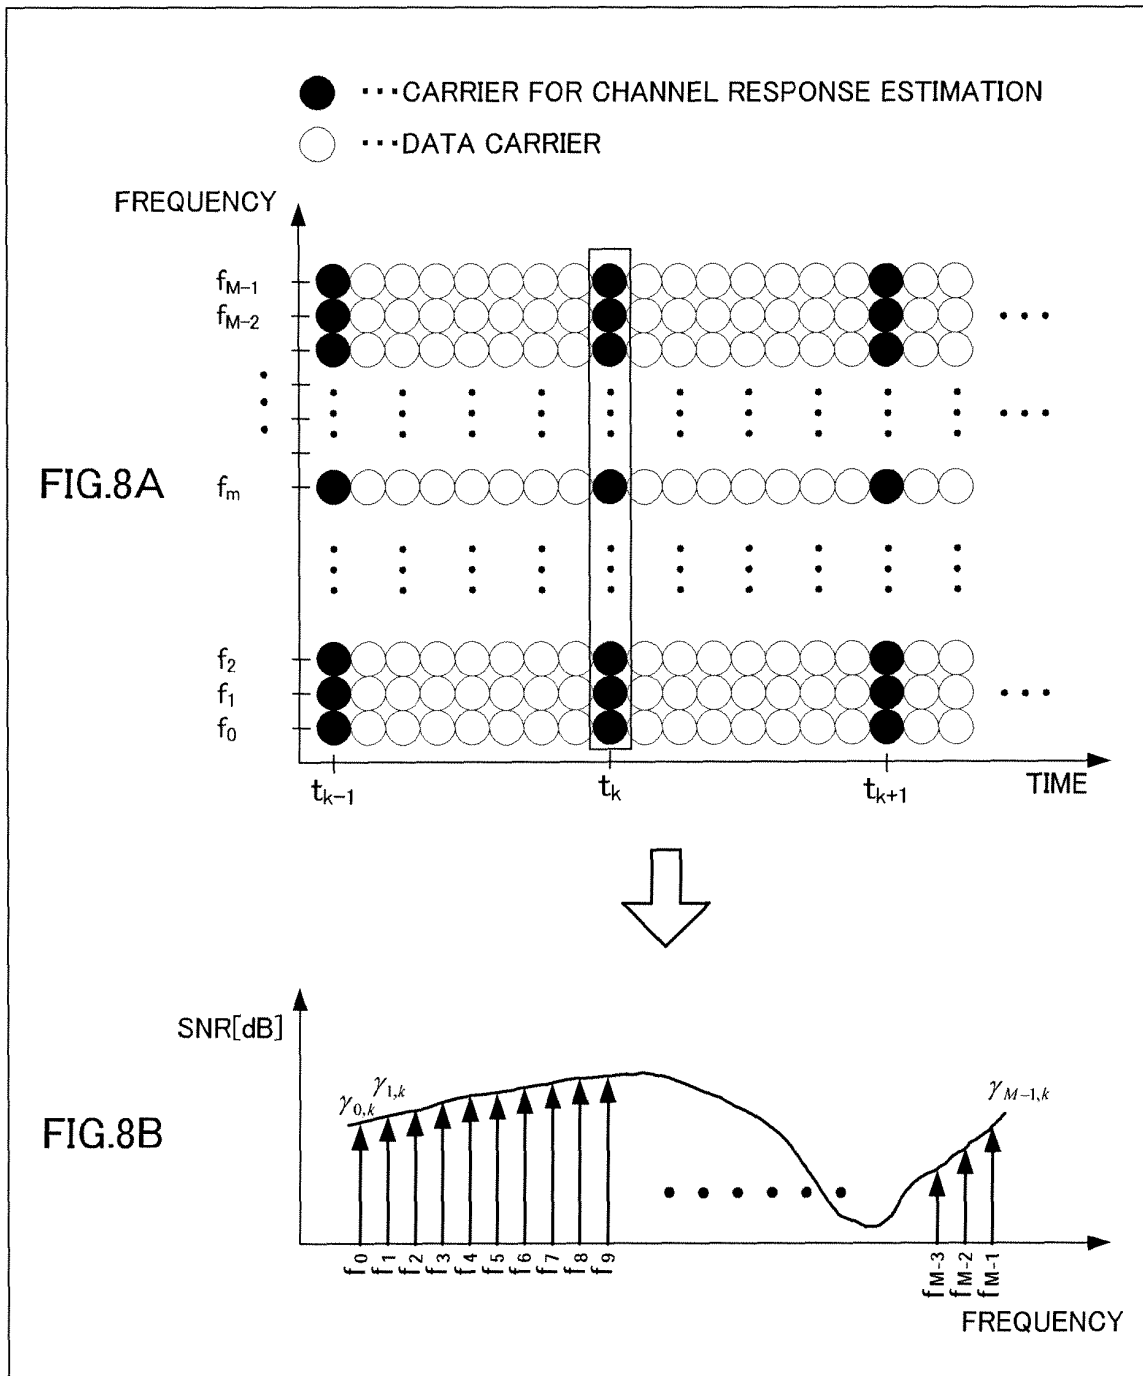 ● ···CARRIER FOR CHANNEL RESPONSE ESTIMATION
○ ···DATA CARRIER
FREQUENCY
f_{M-1}
f_{M-2}
FIG.8A
f_m
f_2
f_1
f_0
t_{k-1} t_k t_{k+1} TIME
SNR[dB]
γ_{0,k} γ_{1,k} γ_{M-1,k}
FIG.8B
f_0 f_1 f_2 f_3 f_4 f_5 f_6 f_7 f_8 f_9 f_{M-3} f_{M-2} f_{M-1}
FREQUENCY